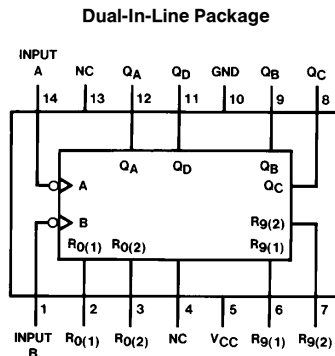 Dual-In-Line Package
INPUT
A NC QA QD GND QB QC
14 13 12 11 10 9 8
QA QD QB
A QC
B R9(2)
R0(1) R0(2) R9(1)
1 2 3 4 5 6 7
INPUT R0(1) R0(2) NC VCC R9(1) R9(2)
B